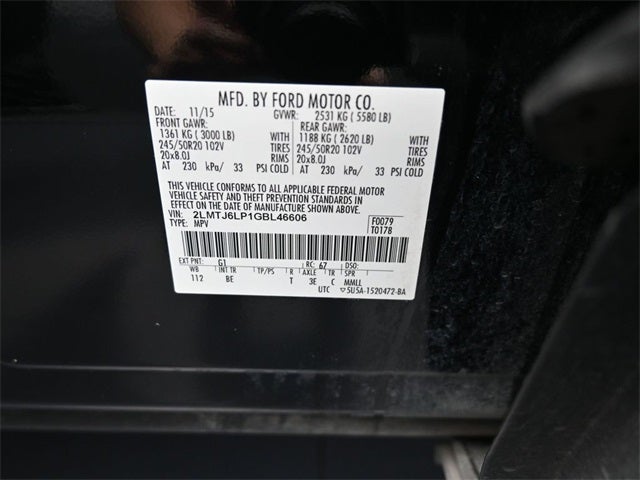 MFD. BY FORD MOTOR CO.
DATE: 11/15 GVWR: 2531 KG ( 5580 LB)
FRONT GAWR: REAR GAWR:
1361 KG ( 3000 LB) WITH 1188 KG ( 2620 LB) WITH
245/50R20 102V TIRES 245/50R20 102V TIRES
20x8.0J RIMS 20x8.0J RIMS
AT 230 kPa/ 33 PSI COLD AT 230 kPa/ 33 PSI COLD
THIS VEHICLE CONFORMS TO ALL APPLICABLE FEDERAL MOTOR
VEHICLE SAFETY AND BUMPER STANDARDS IN EFFECT ON THE
DATE OF MANUFACTURE SHOWN ABOVE.
VIN: 2LMTJ6LP1GBL46606 F0079
TYPE: MPV T0178
EXT PNT: G1 RC: 67 DSO:
WB INT TR TP/PS R AXLE TR SPR
112 BE T 3E C MMLL
UTC ▽5U5A-1520472-BA